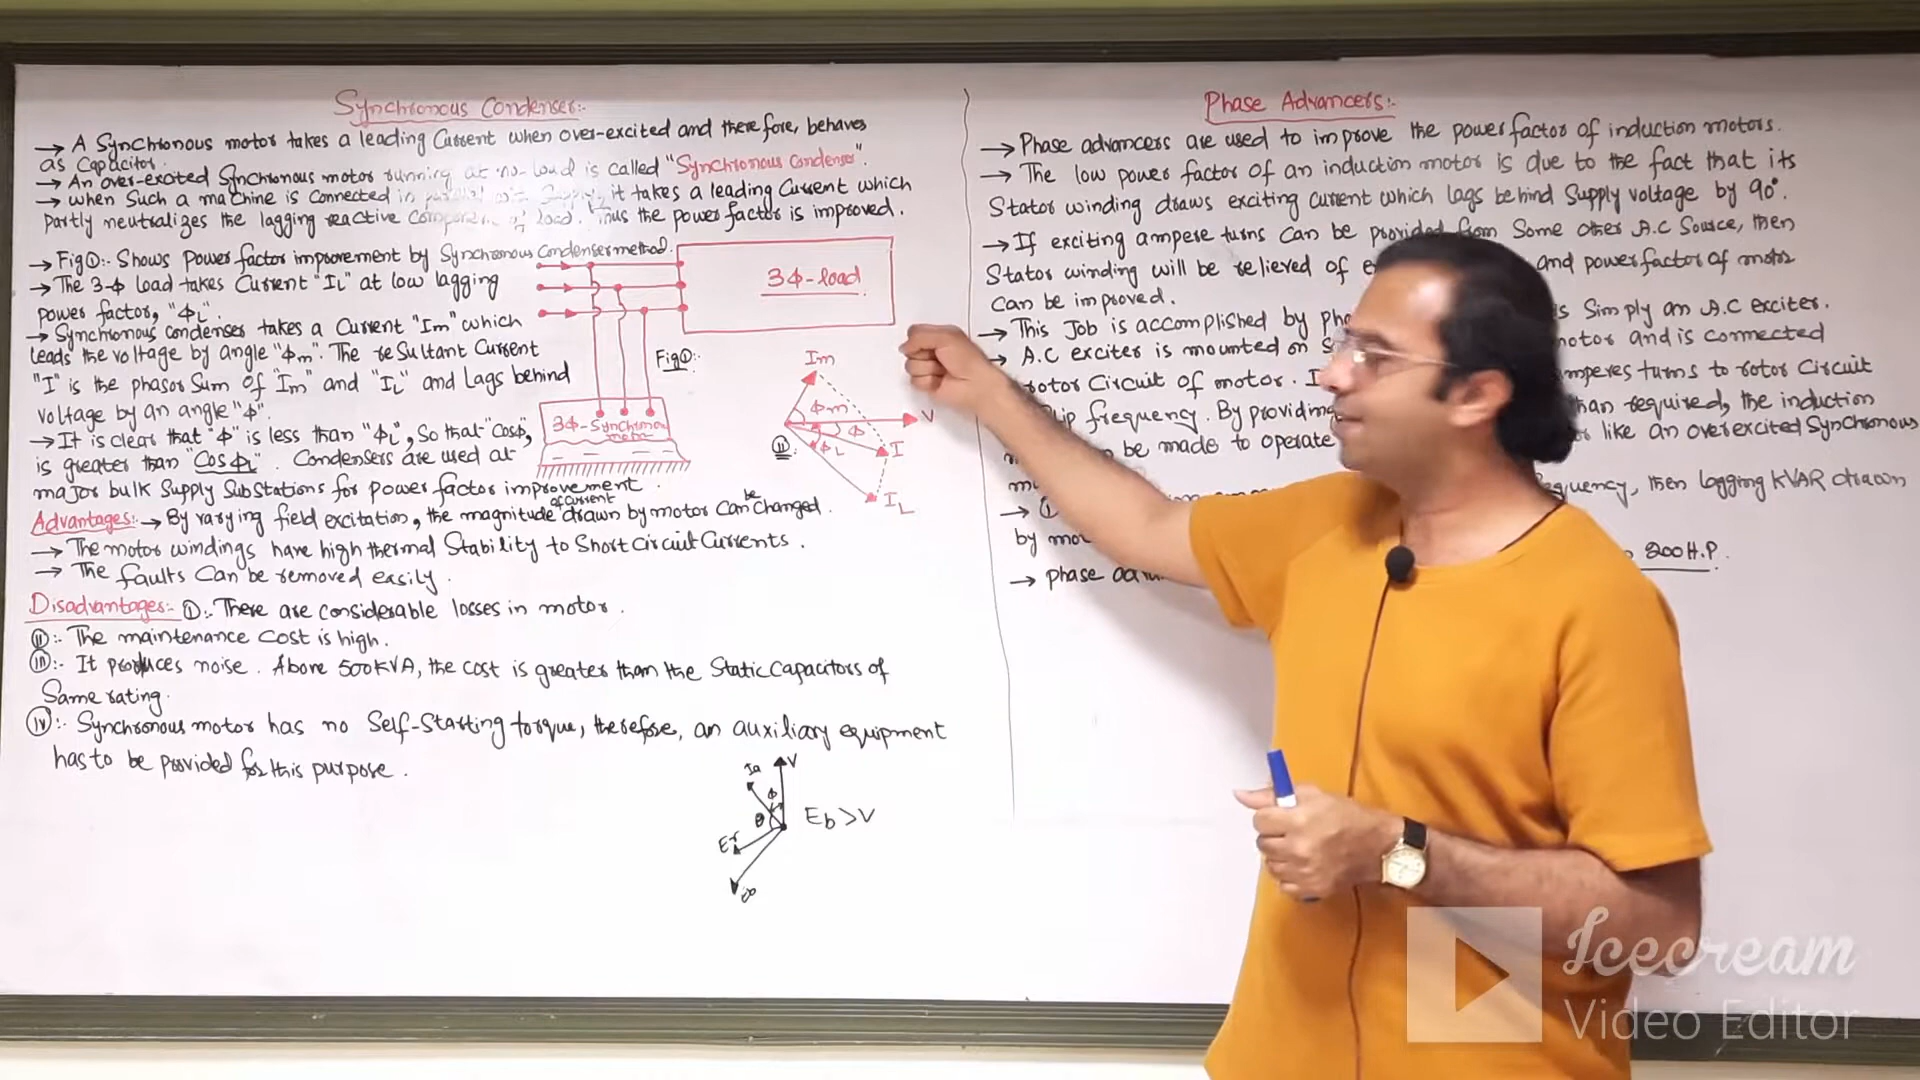 Synchronous Condenser:-
→ A Synchronous motor takes a leading Current when over-excited and therefore, behaves
as Capacitor.
→ An over-excited Synchronous motor running at no-load is called "Synchronous Condenser".
→ when Such a machine is connected in parallel with Supply, it takes a leading Current which
partly neutralizes the lagging reactive Component of load. Thus the power factor is improved.
→ Fig①:- Shows Power factor improvement by Synchronous Condenser method.
→ The 3-ϕ Load takes Current "IL" at low lagging
power factor, "ϕL".
→ Synchronous condenser takes a Current "Im" which
leads the voltage by angle "ϕm". The reSultant Current
"I" is the phasor Sum of "Im" and "IL" and Lags behind
voltage by an angle "ϕ".
→ It is clear that "ϕ" is less than "ϕL", So that "Cosϕ",
is greater than "CosϕL". Condensers are used at
major bulk Supply SubStations for power factor improvement.
Advantages:- → By varying field excitation, the magnitude of current drawn by motor Can be Changed.
→ The motor windings have high thermal Stability to Short Circuit Currents.
→ The faults Can be removed easily.
Disadvantages:- ①:- There are considerable losses in motor.
⑪:- The maintenance Cost is high.
⑪ı:- It produces noise. Above 500KVA, the cost is greater than the Static Capacitors of
Same rating.
ⓘⓥ:- Synchronous motor has no Self-Starting torque, therefore, an auxiliary equipment
has to be provided for this purpose.
3ϕ-load
Fig①:-
3ϕ-Synchronous
motor
Im
ϕm
V
ϕ
ϕL
I
IL
⑪
V
Ia
ϕ
θ
Er
Eb>V
Phase Advancers:-
→ Phase advancers are used to improve the power factor of induction motors.
→ The low power factor of an induction motor is due to the fact that its
Stator winding draws exciting current which lags behind Supply voltage by 90°.
→ If exciting ampere turns can be provided from Some other A.C Source, then
Stator winding will be relieved of and power factor of motor
can be improved.
→ This Job is accomplished by Simply an A.C exciter.
→ A.C exciter is mounted on motor and is connected
rotor Circuit of motor. amperes turns to rotor Circuit
Slip frequency. By providing than required, the induction
be made to operate like an overexcited Synchronous
frequency, then lagging KVAR drawn
→ ①
by
→ phase 200 H.P.
Icecream
Video Editor